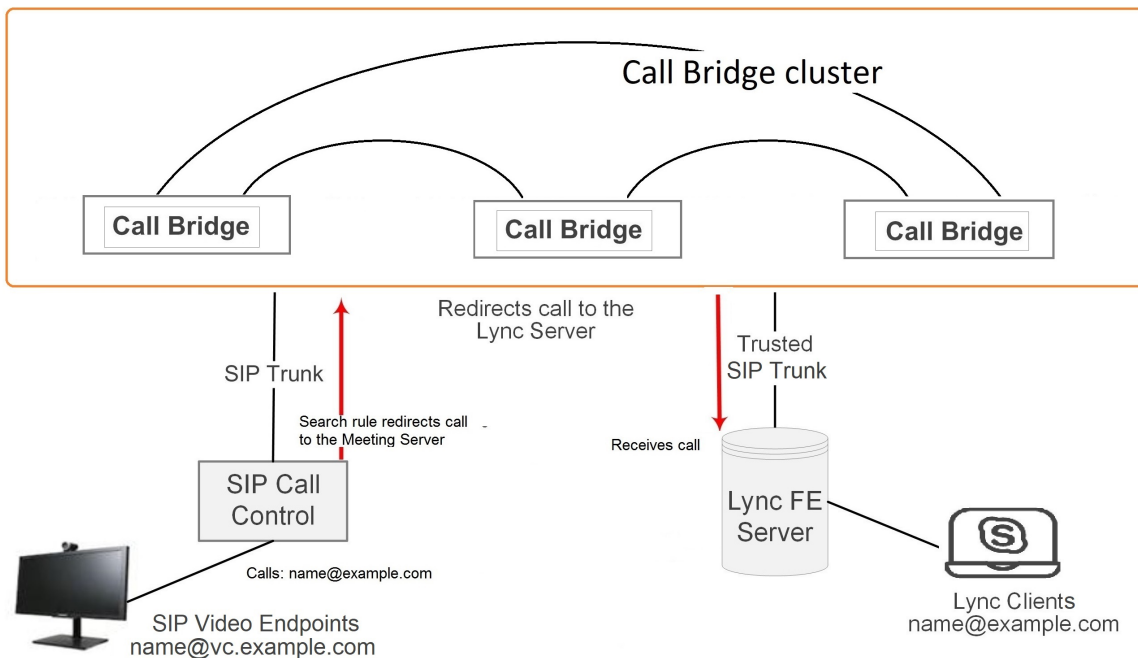 Call Bridge cluster
Call Bridge
Call Bridge
Call Bridge
Redirects call to the
Lync Server
SIP Trunk
Trusted
SIP Trunk
Search rule redirects call
to the Meeting Server
Receives call
SIP Call
Control
Lync FE
Server
S
Calls: name@example.com
SIP Video Endpoints
name@vc.example.com
Lync Clients
name@example.com